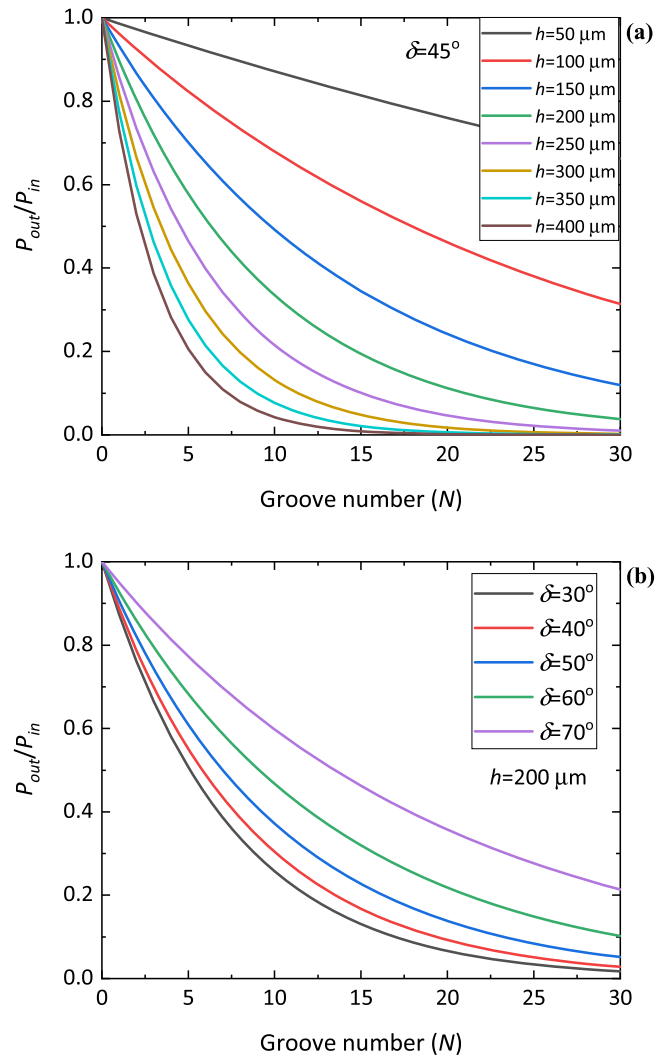 (a)
δ=45°
h=50 μm
h=100 μm
h=150 μm
h=200 μm
h=250 μm
h=300 μm
h=350 μm
h=400 μm
1.0
0.8
0.6
0.4
0.2
0.0
P_out/P_in
0 5 10 15 20 25 30
Groove number (N)
(b)
δ=30°
δ=40°
δ=50°
δ=60°
δ=70°
h=200 μm
1.0
0.8
0.6
0.4
0.2
0.0
P_out/P_in
0 5 10 15 20 25 30
Groove number (N)